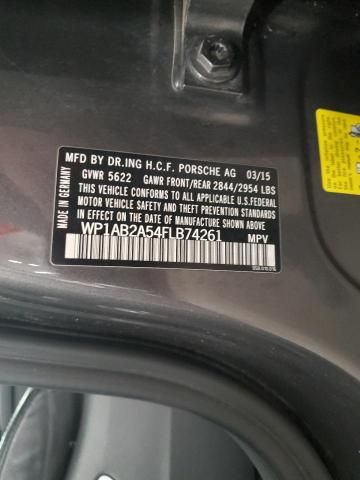 MFD BY DR.ING H.C.F. PORSCHE AG 03/15
GVWR 5622 GAWR FRONT/REAR 2844/2954 LBS
THIS VEHICLE CONFORMS TO ALL APPLICABLE U.S.FEDERAL
MOTOR VEHICLE SAFETY, BUMPER, AND THEFT PREVENTION
STANDARDS IN EFFECT ON THE DATE OF MANUFACTURE
SHOWN ABOVE.
WP1AB2A54FLB74261 MPV
MADE IN GERMANY